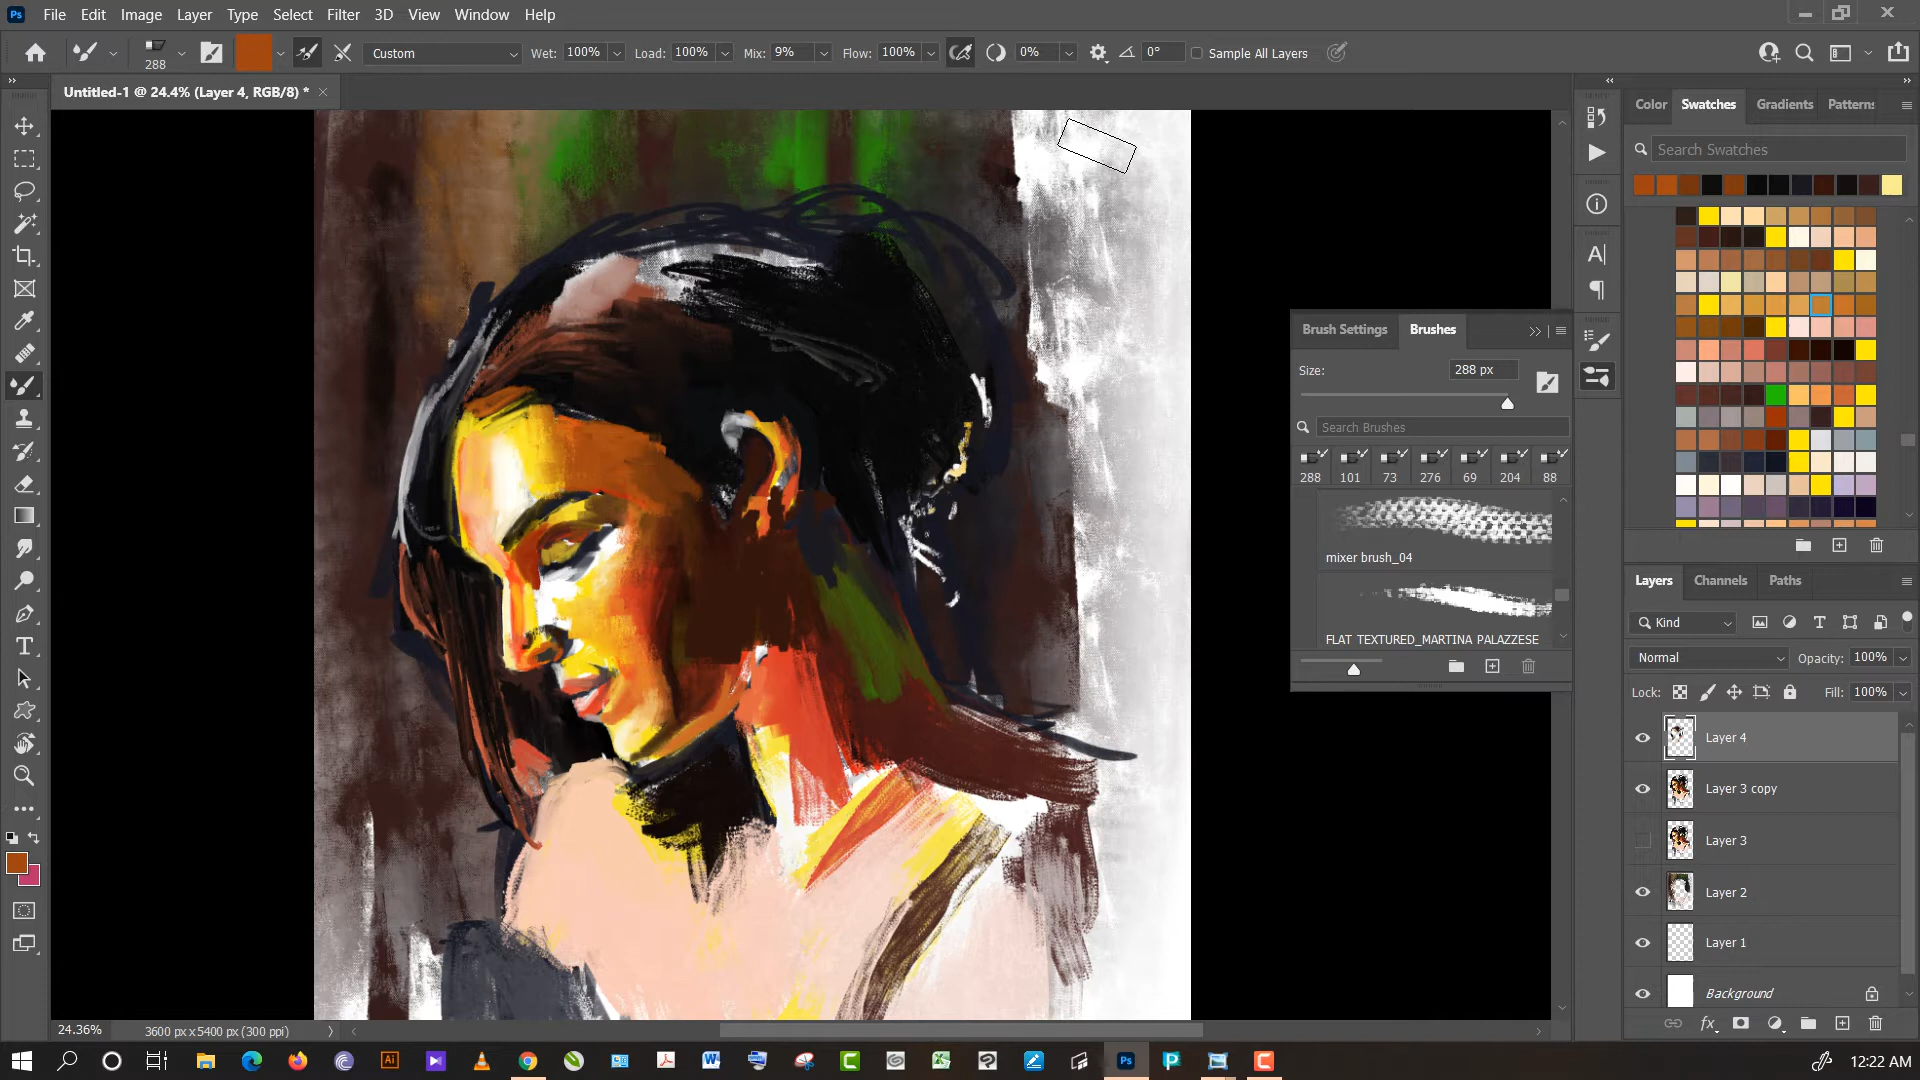 Ps File Edit Image Layer Type Select Filter 3D View Window Help
288 Custom Wet: 100% Load: 100% Mix: 9% Flow: 100% 0% 0° Sample All Layers
Untitled-1 @ 24.4% (Layer 4, RGB/8) *
Color Swatches Gradients Patterns
Search Swatches
Brush Settings Brushes
Size: 288 px
Search Brushes
288 101 73 276 69 204 88
mixer brush_04
FLAT TEXTURED_MARTINA PALAZZESE
Layers Channels Paths
Kind
Normal Opacity: 100%
Lock: Fill: 100%
Layer 4
Layer 3 copy
Layer 3
Layer 2
Layer 1
Background
fx
24.36% 3600 px x 5400 px (300 ppi)
Ai Ps
12:22 AM